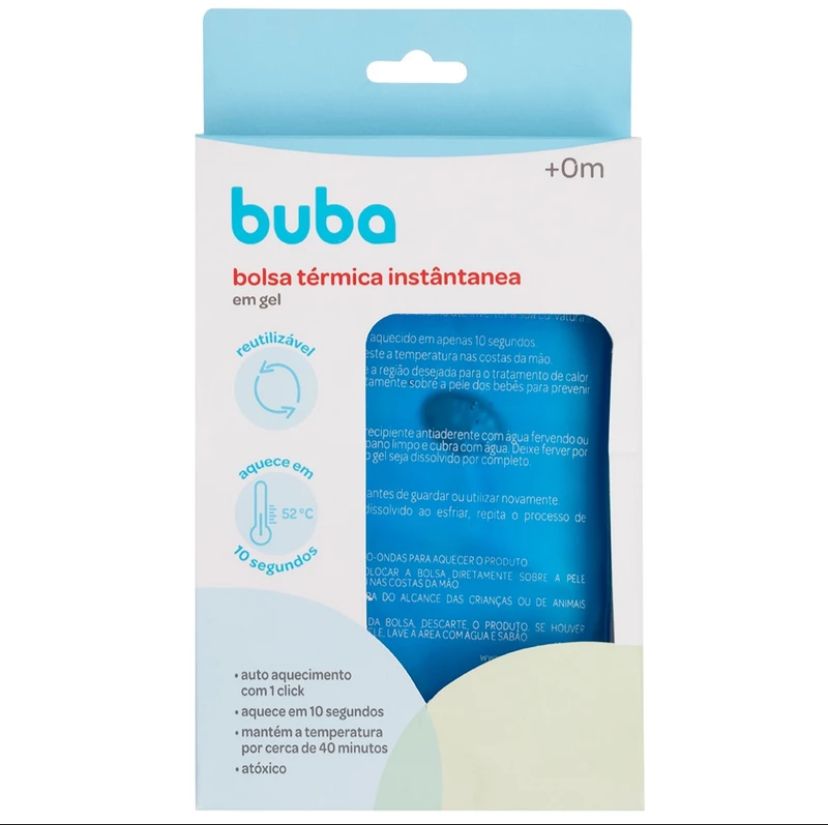 +0m
buba
bolsa térmica instântanea
em gel
reutilizável
aquece em
52 °C
10 segundos
aquecido em apenas 10 segundos.
este a temperatura nas costas da mão.
e a região desejada para o tratamento de calor
tamente sobre a pele dos bebês para prevenir
recipiente antiaderente com água fervendo ou
pano limpo e cubra com água. Deixe ferver por
o gel seja dissolvido por completo.
antes de guardar ou utilizar novamente.
dissolvido ao esfriar, repita o processo de
O-ONDAS PARA AQUECER O PRODUTO
OLOCAR A BOLSA DIRETAMENTE SOBRE A PELE
NAS COSTAS DA MÃO
RA DO ALCANCE DAS CRIANÇAS OU DE ANIMAIS
DA BOLSA, DESCARTE O PRODUTO. SE HOUVER
ELE, LAVE A AREA COM AGUA E SABÃO
• auto aquecimento
com 1 click
• aquece em 10 segundos
• mantém a temperatura
por cerca de 40 minutos
• atóxico